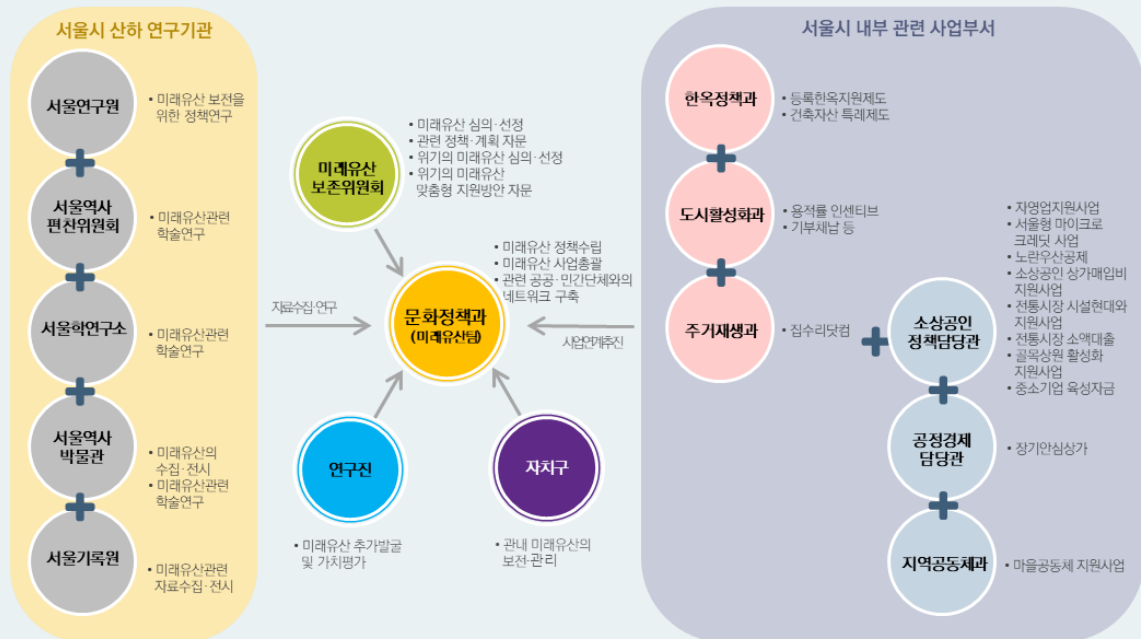 서울시 산하 연구기관
서울연구원
• 미래유산 보전을
위한 정책연구
서울역사
편찬위원회
• 미래유산관련
학술연구
서울학연구소
• 미래유산관련
학술연구
서울역사
박물관
• 미래유산의
수집·전시
• 미래유산관련
학술연구
서울기록원
• 미래유산관련
자료수집·전시
자료수집·연구
미래유산
보존위원회
• 미래유산 심의·선정
• 관련 정책·계획 자문
• 위기의 미래유산 심의·선정
• 위기의 미래유산
맞춤형 지원방안 자문
문화정책과
(미래유산팀)
• 미래유산 정책수립
• 미래유산 사업총괄
• 관련 공공·민간단체와의
네트워크 구축
사업연계추진
연구진
• 미래유산 추가발굴
및 가치평가
자치구
• 관내 미래유산의
보전·관리
서울시 내부 관련 사업부서
한옥정책과
• 등록한옥지원제도
• 건축자산 특례제도
도시활성화과
• 용적률 인센티브
• 기부채납 등
주거재생과
• 집수리닷컴
소상공인
정책담당관
• 자영업지원사업
• 서울형 마이크로
크레딧 사업
• 노란우산공제
• 소상공인 상가매입비
지원사업
• 전통시장 시설현대와
지원사업
• 전통시장 소액대출
• 골목상원 활성화
지원사업
• 중소기업 육성자금
공정경제
담당관
• 장기안심상가
지역공동체과
• 마을공동체 지원사업